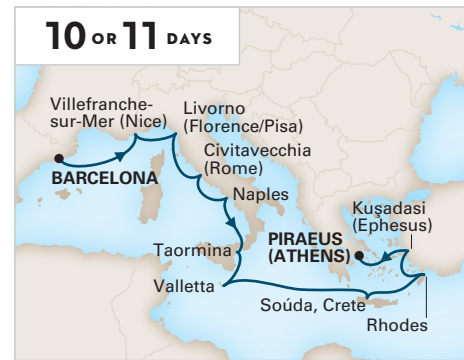 10 OR 11 DAYS
Villefranche-
sur-Mer (Nice)
Livorno
(Florence/Pisa)
Civitavecchia
(Rome)
BARCELONA
Naples
Kuşadasi
(Ephesus)
PIRAEUS
(ATHENS)
Taormina
Valletta
Soúda, Crete
Rhodes